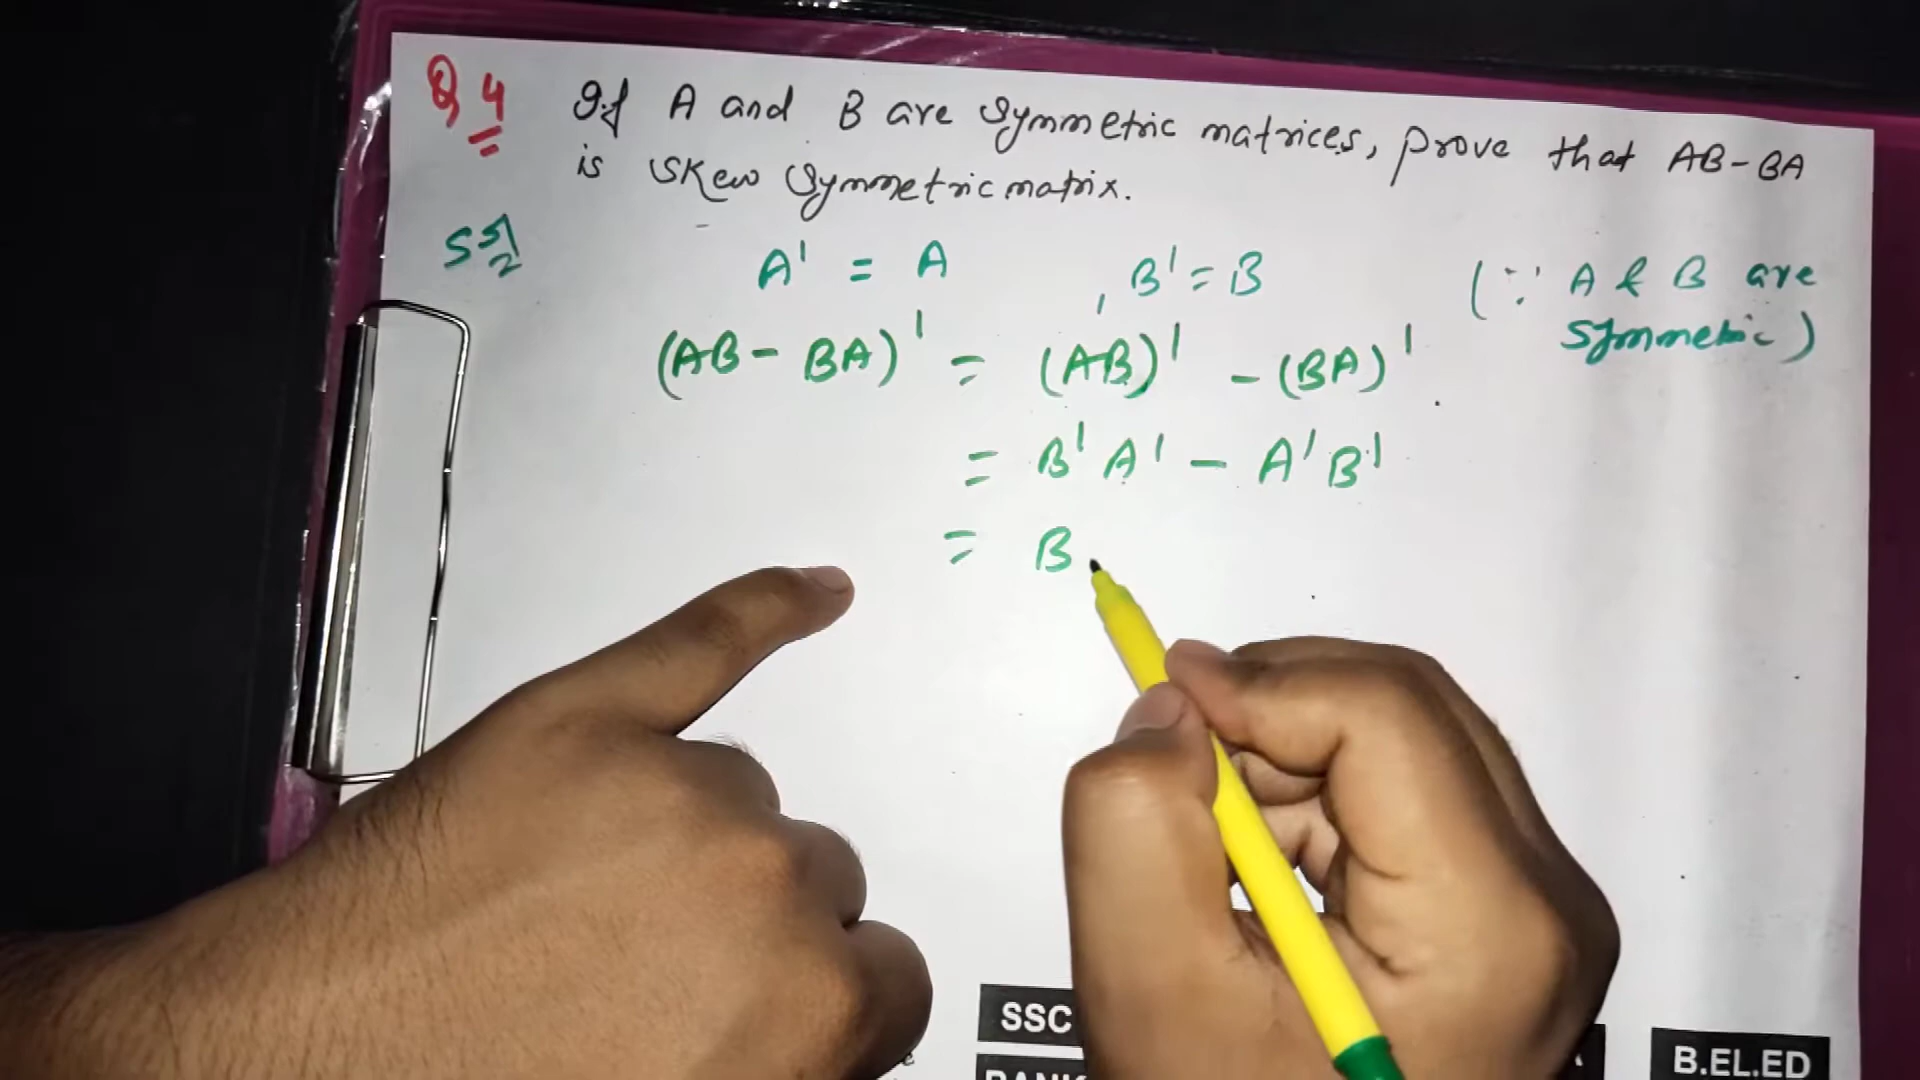 Q 4 If A and B are symmetric matrices, prove that AB-BA
is skew symmetric matrix.
A' = A , B' = B (∵ A & B are
symmetric)
(AB - BA)' = (AB)' - (BA)'
= B' A' - A' B'
= B
SSC
BANK
B.EL.ED